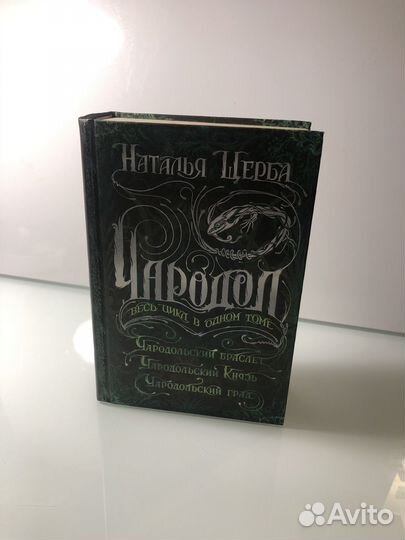 Наталья Щерба
Чародол
весь цикл в одном томе
Чародольский браслет
Чародольский Князь
Чародольский град
Avito